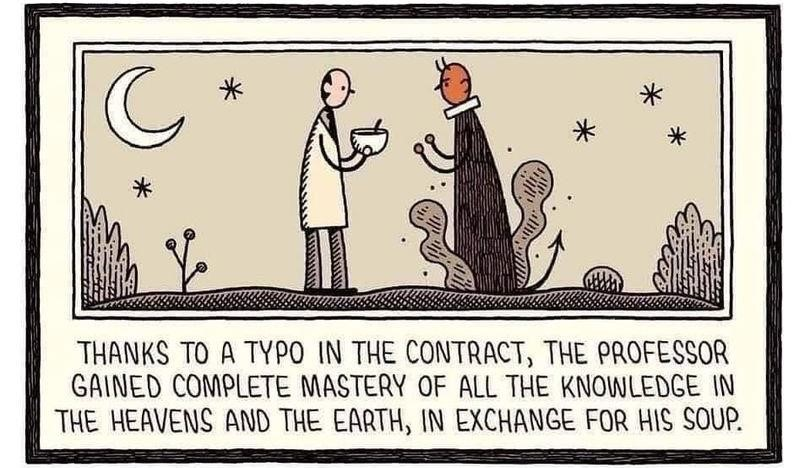 THANKS TO A TYPO IN THE CONTRACT, THE PROFESSOR
GAINED COMPLETE MASTERY OF ALL THE KNOWLEDGE IN
THE HEAVENS AND THE EARTH, IN EXCHANGE FOR HIS SOUP.